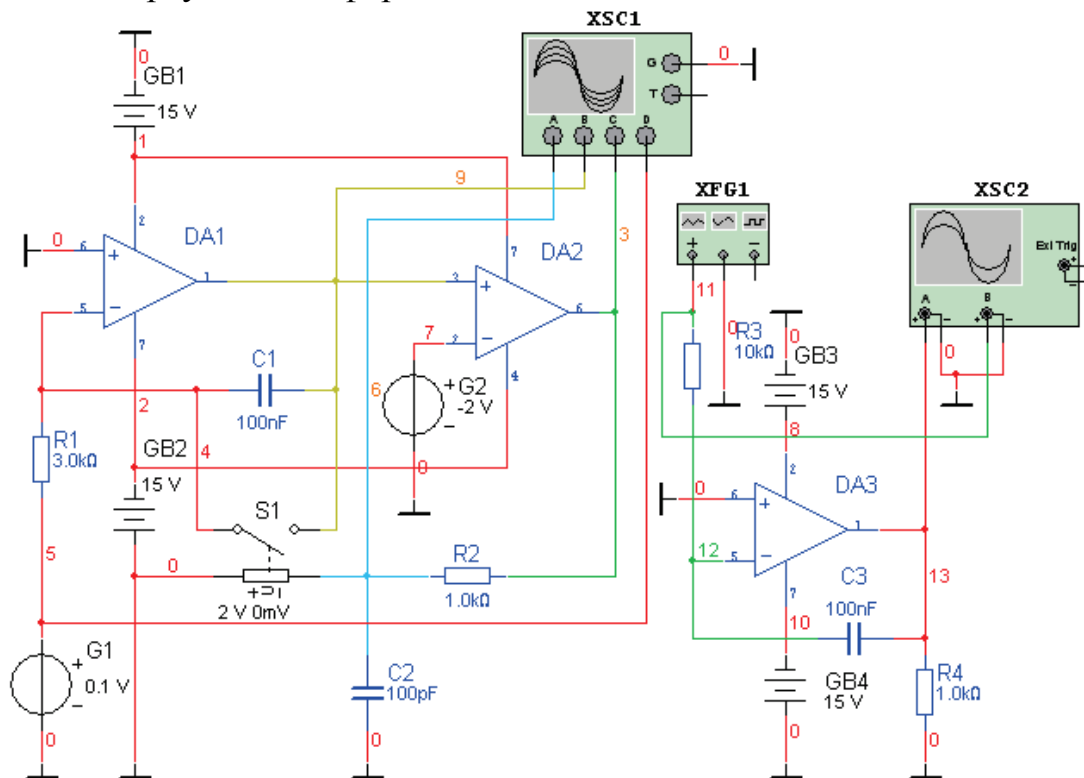 XSC1
G
T
A
B
C
D
0
0
GB1
15 V
1
9
XFG1
XSC2
Ext Trig
+
-
A
B
+
-
+
-
+
-
2
DA1
0
6
+
5
-
1
7
7
DA2
3
+
2
-
6
4
3
7
6
+
G2
-2 V
-
0
11
0
R3
10kΩ
0
GB3
15 V
8
0
C1
100nF
2
4
R1
3.0kΩ
GB2
15 V
S1
5
0
+
-
2 V 0mV
R2
1.0kΩ
2
DA3
0
6
+
12
5
-
1
7
13
C3
100nF
10
G1
+
0.1 V
-
C2
100pF
GB4
15 V
R4
1.0kΩ
0
0
0
0